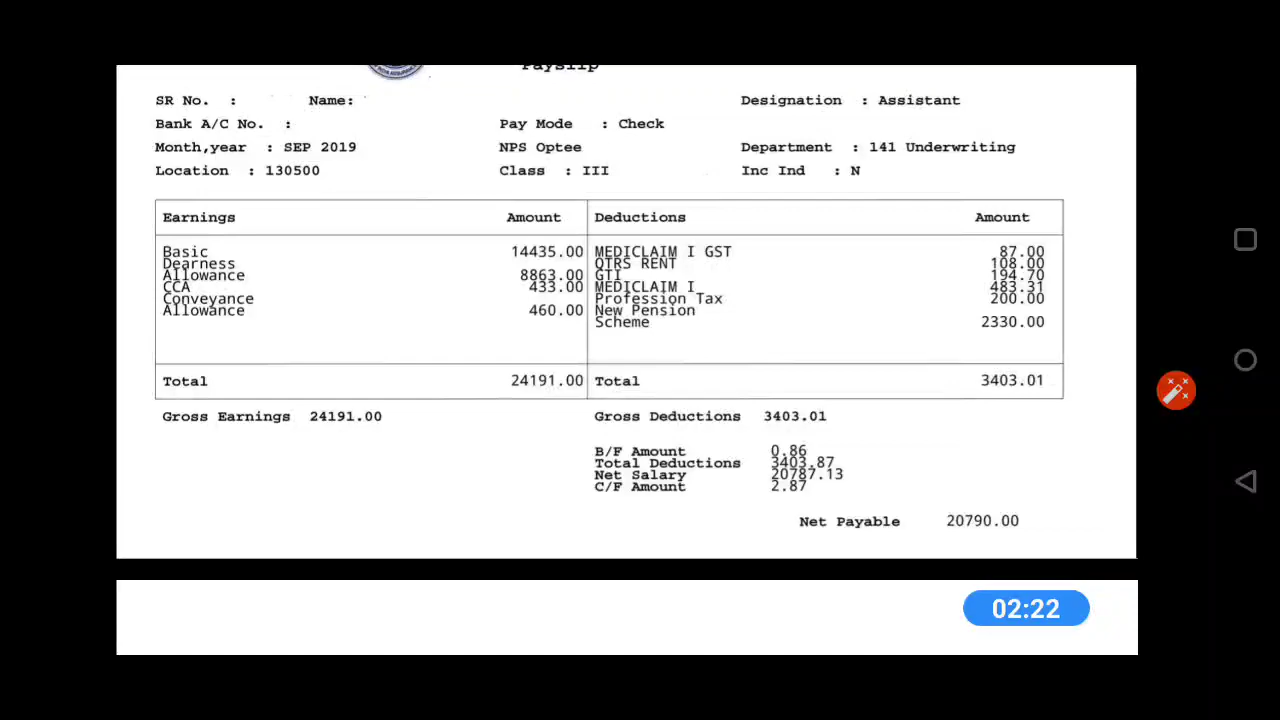 Payslip
SR No. : Name: Designation : Assistant
Bank A/C No. : Pay Mode : Check
Month,year : SEP 2019 NPS Optee Department : 141 Underwriting
Location : 130500 Class : III Inc Ind : N
Earnings Amount Deductions Amount
Basic 14435.00 MEDICLAIM I GST 87.00
Dearness QTRS RENT 108.00
Allowance 8863.00 GTI 194.70
CCA 433.00 MEDICLAIM I 483.31
Conveyance Profession Tax 200.00
Allowance 460.00 New Pension
Scheme 2330.00
Total 24191.00 Total 3403.01
Gross Earnings 24191.00 Gross Deductions 3403.01
B/F Amount 0.86
Total Deductions 3403.87
Net Salary 20787.13
C/F Amount 2.87
Net Payable 20790.00
02:22